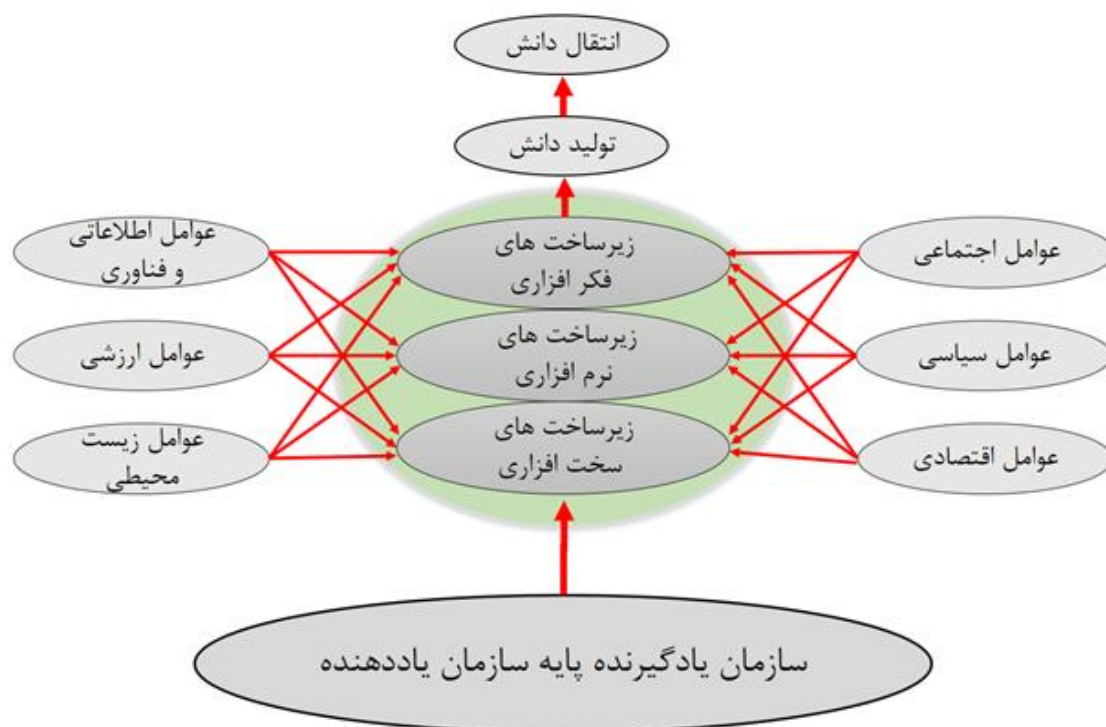 انتقال دانش
تولید دانش
عوامل اجتماعی
عوامل سیاسی
عوامل اقتصادی
زیرساخت های
فکر افزاری
زیرساخت های
نرم افزاری
زیرساخت های
سخت افزاری
عوامل اطلاعاتی
و فناوری
عوامل ارزشی
عوامل زیست
محیطی
سازمان یادگیرنده پایه سازمان یاددهنده